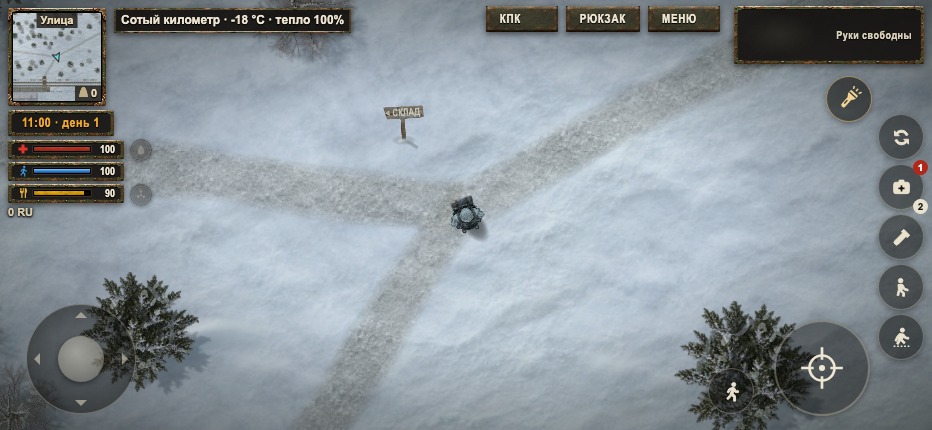 Улица
Сотый километр · -18 °C · тепло 100%
КПК
РЮКЗАК
МЕНЮ
Руки свободны
0
11:00 · день 1
100
100
90
0 RU
СКЛАД
1
2